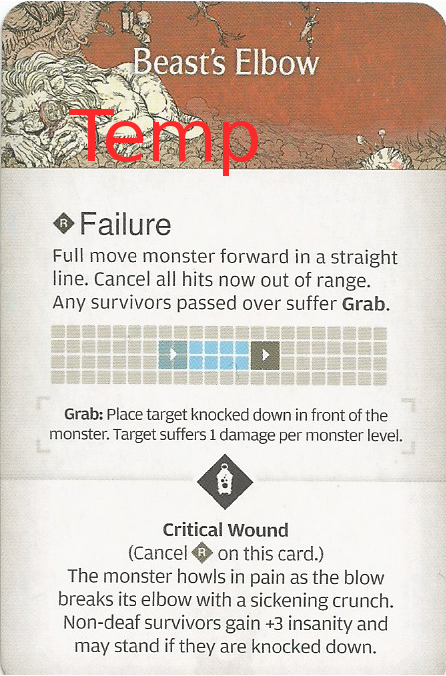 Beast's Elbow
Temp
R Failure
Full move monster forward in a straight
line. Cancel all hits now out of range.
Any survivors passed over suffer Grab.
Grab: Place target knocked down in front of the
monster. Target suffers 1 damage per monster level.
Critical Wound
(Cancel R on this card.)
The monster howls in pain as the blow
breaks its elbow with a sickening crunch.
Non-deaf survivors gain +3 insanity and
may stand if they are knocked down.